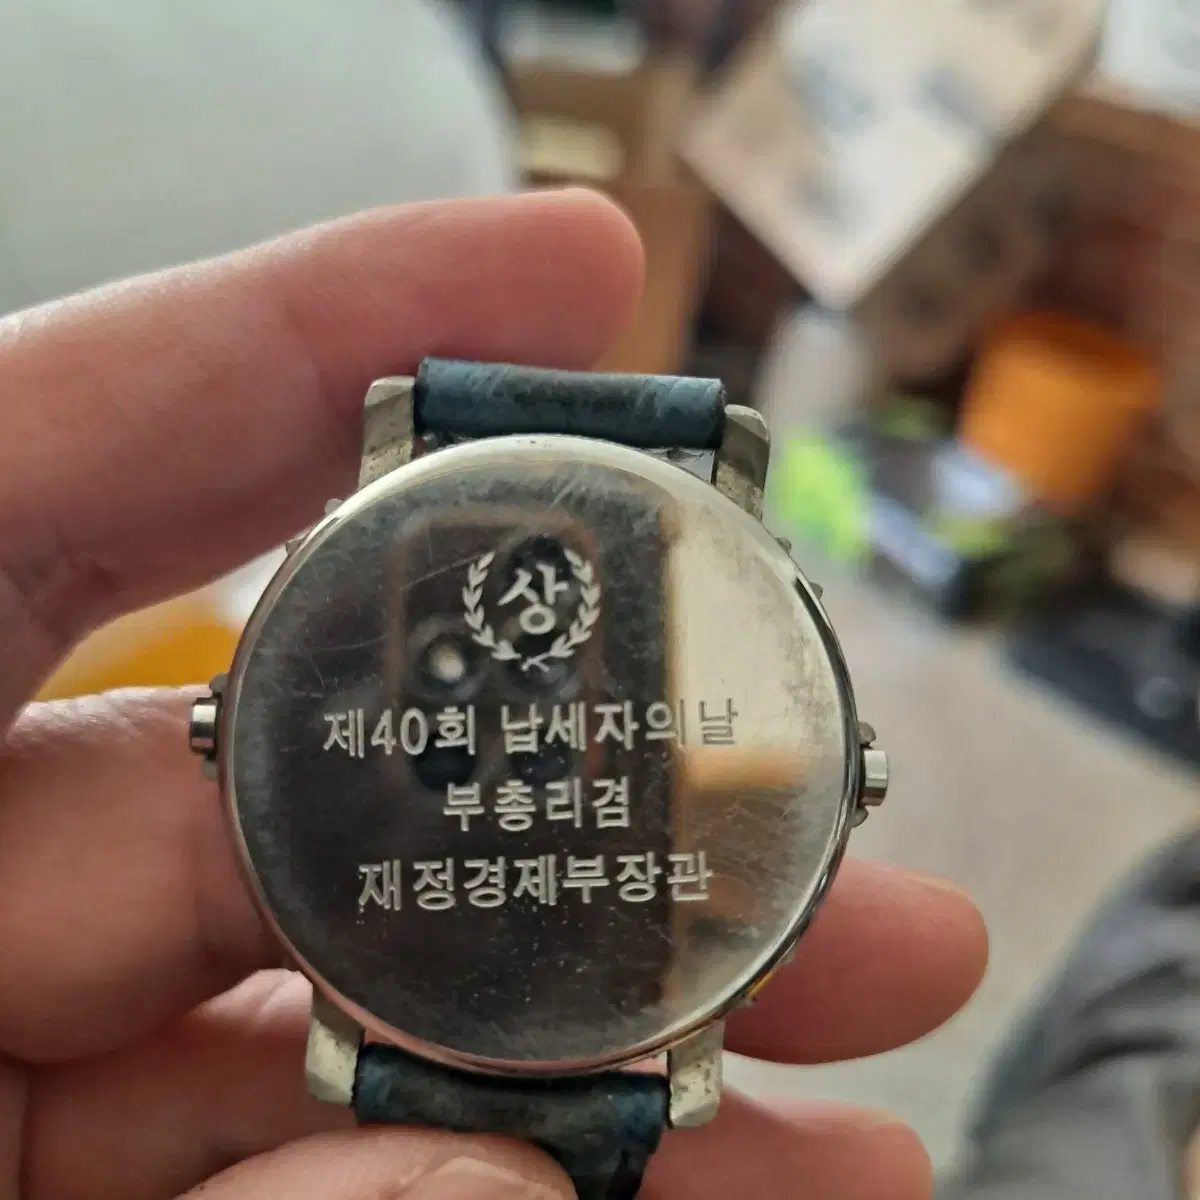 상
제40회 납세자의날
부총리겸
재정경제부장관